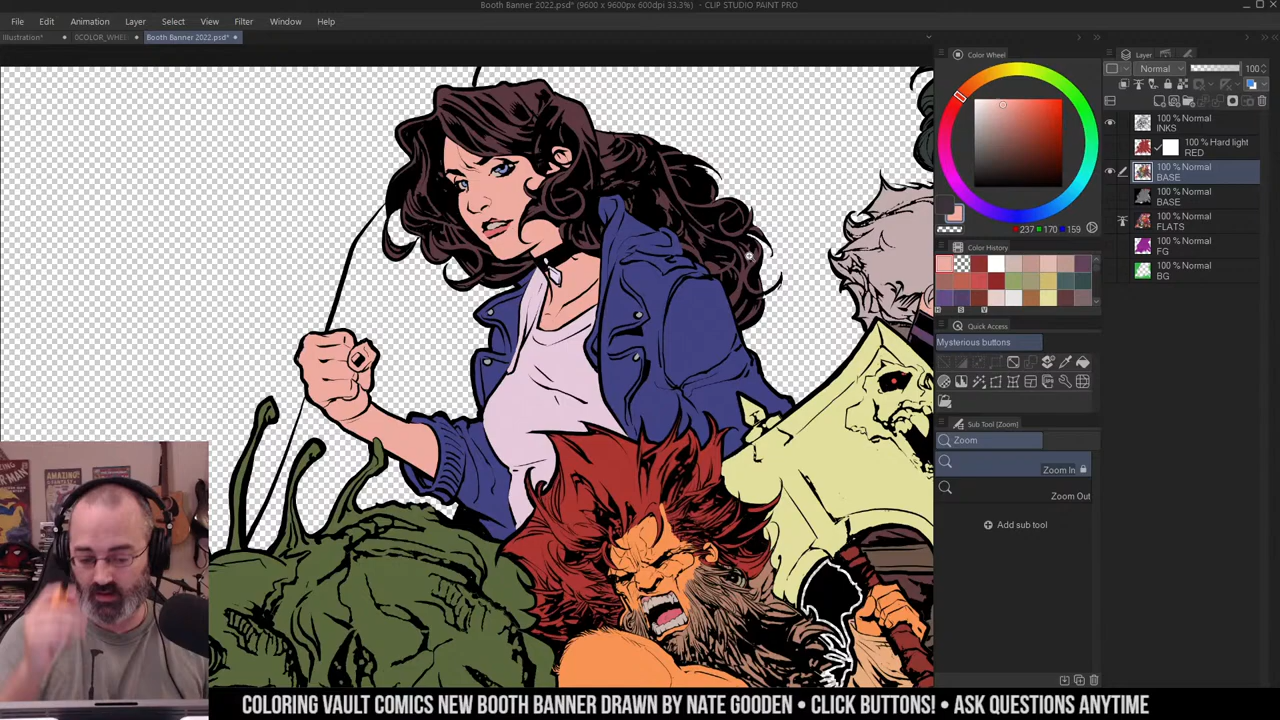 Booth Banner 2022.psd* (9600 x 9600px 600dpi 33.3%) - CLIP STUDIO PAINT PRO
File Edit Animation Layer Select View Filter Window Help
Illustration* 0COLOR_WHE Booth Banner 2022.psd*
Color Wheel
237 170 159
Color History
H S V
Quick Access
Mysterious buttons
Sub Tool [Zoom]
Zoom
Zoom In
Zoom Out
Add sub tool
Layer
Normal 100
100 % Normal
INKS
100 % Hard light
RED
100 % Normal
BASE
100 % Normal
BASE
100 % Normal
FLATS
100 % Normal
FG
100 % Normal
BG
AMAZING
COLORING VAULT COMICS NEW BOOTH BANNER DRAWN BY NATE GOODEN • CLICK BUTTONS! • ASK QUESTIONS ANYTIME